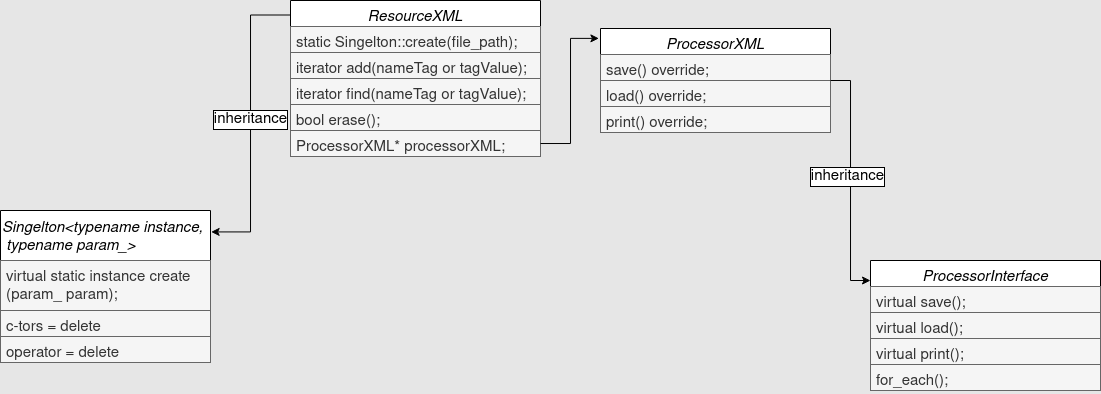 ResourceXML
static Singelton::create(file_path);
iterator add(nameTag or tagValue);
iterator find(nameTag or tagValue);
bool erase();
ProcessorXML* processorXML;
ProcessorXML
save() override;
load() override;
print() override;
inheritance
inheritance
Singelton<typename instance,
typename param_>
virtual static instance create
(param_ param);
c-tors = delete
operator = delete
ProcessorInterface
virtual save();
virtual load();
virtual print();
for_each();